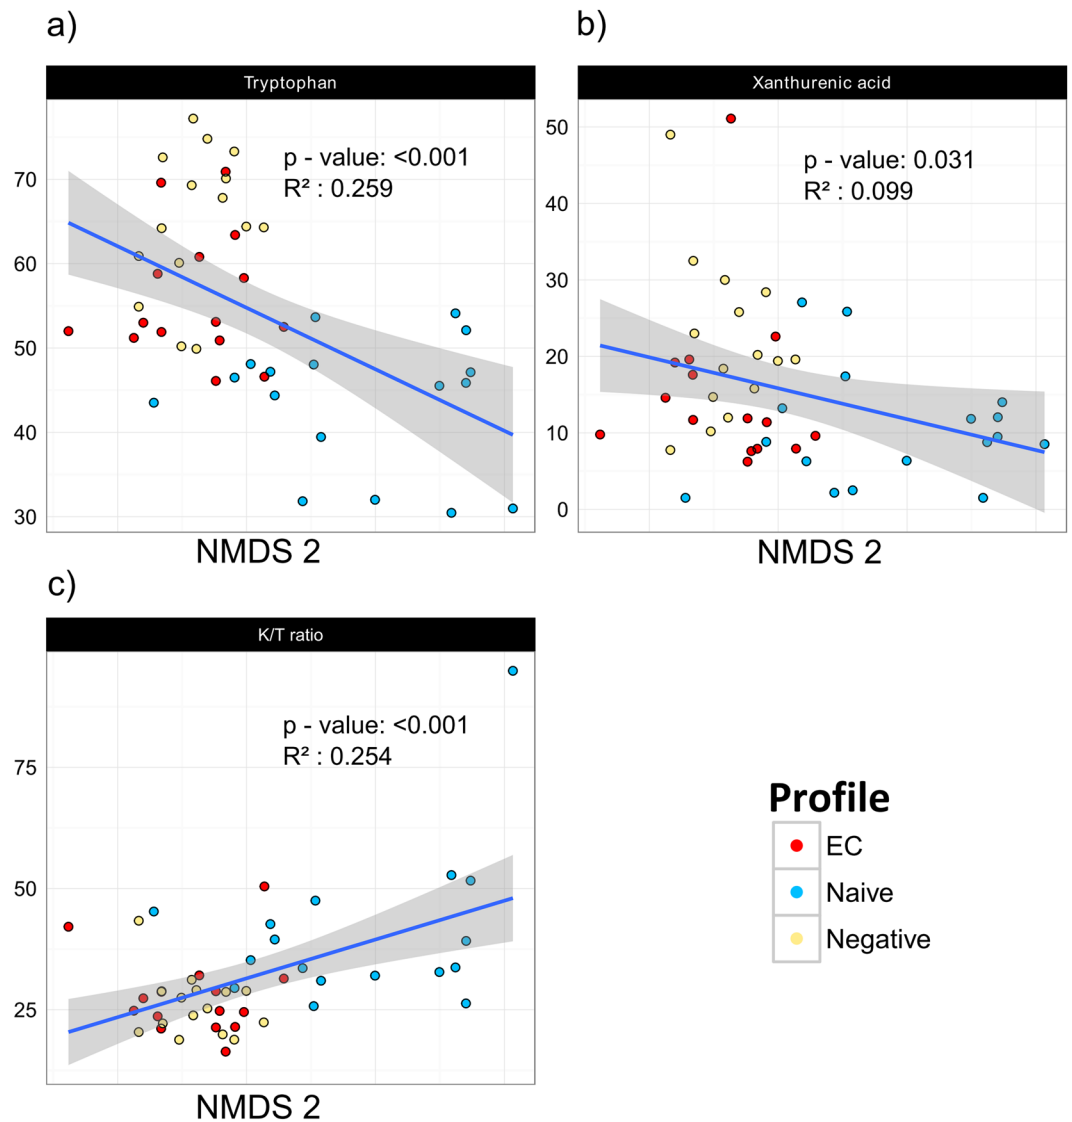 a)
Tryptophan
p - value: <0.001
R² : 0.259
70
60
50
40
30
NMDS 2
b)
Xanthurenic acid
p - value: 0.031
R² : 0.099
50
40
30
20
10
0
NMDS 2
c)
K/T ratio
p - value: <0.001
R² : 0.254
75
50
25
NMDS 2
Profile
EC
Naive
Negative